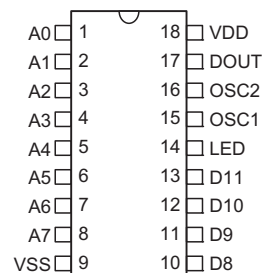 A0 1 18 VDD
A1 2 17 DOUT
A2 3 16 OSC2
A3 4 15 OSC1
A4 5 14 LED
A5 6 13 D11
A6 7 12 D10
A7 8 11 D9
VSS 9 10 D8